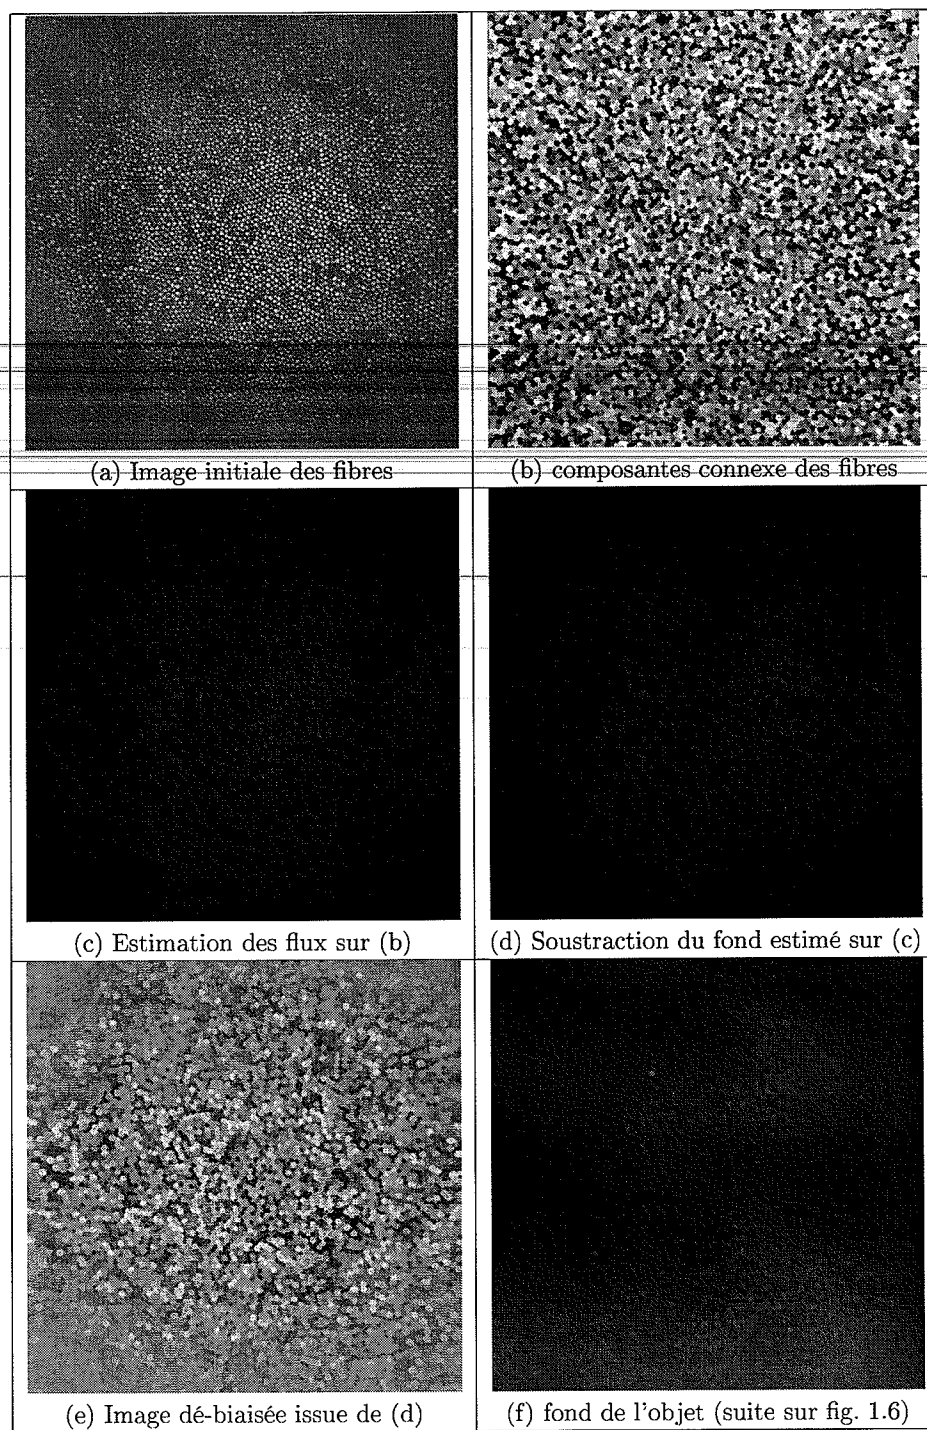 (a) Image initiale des fibres
(b) composantes connexe des fibres
(c) Estimation des flux sur (b)
(d) Soustraction du fond estimé sur (c)
(e) Image dé-biaisée issue de (d)
(f) fond de l'objet (suite sur fig. 1.6)